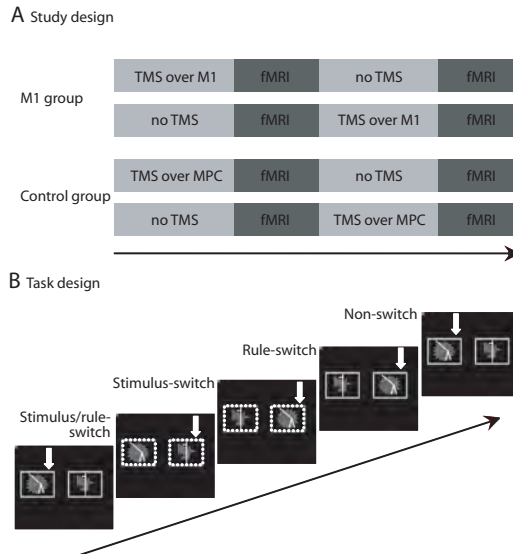 A Study design
M1 group
TMS over M1 fMRI no TMS fMRI
no TMS fMRI TMS over M1 fMRI
Control group
TMS over MPC fMRI no TMS fMRI
no TMS fMRI TMS over MPC fMRI
B Task design
Non-switch
Rule-switch
Stimulus-switch
Stimulus/rule-
switch